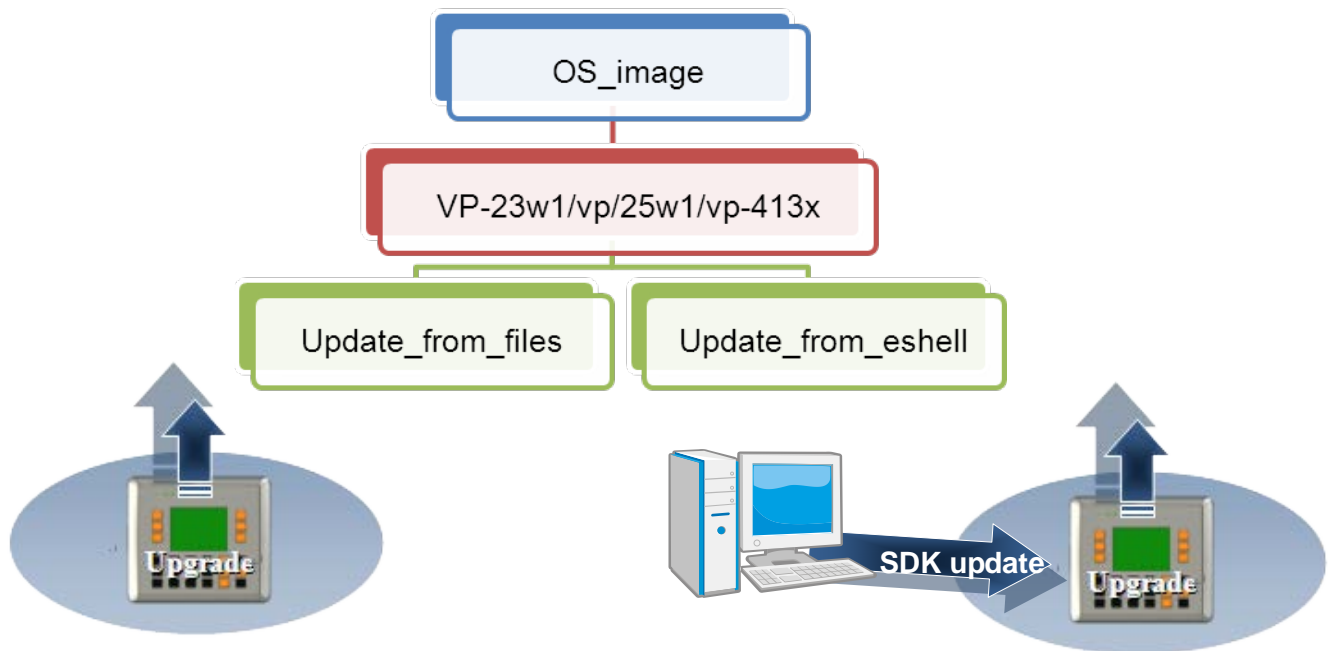 OS_image
VP-23w1/vp/25w1/vp-413x
Update_from_files
Update_from_eshell
Upgrade
SDK update
Upgrade